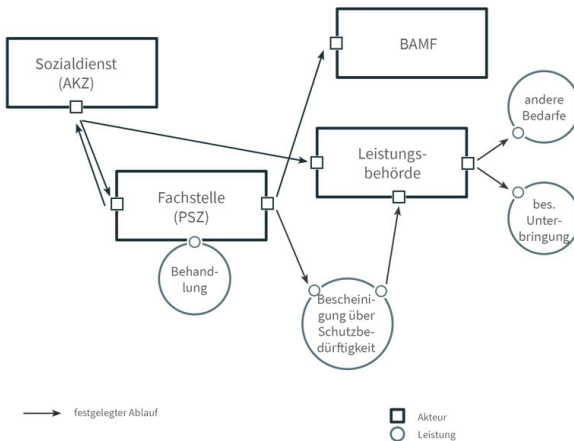 Sozialdienst
(AKZ)
BAMF
andere
Bedarfe
Leistungs-
behörde
Fachstelle
(PSZ)
bes.
Unter-
bringung
Behand-
lung
Bescheini-
gung über
Schutzbe-
dürftigkeit
festgelegter Ablauf
Akteur
Leistung